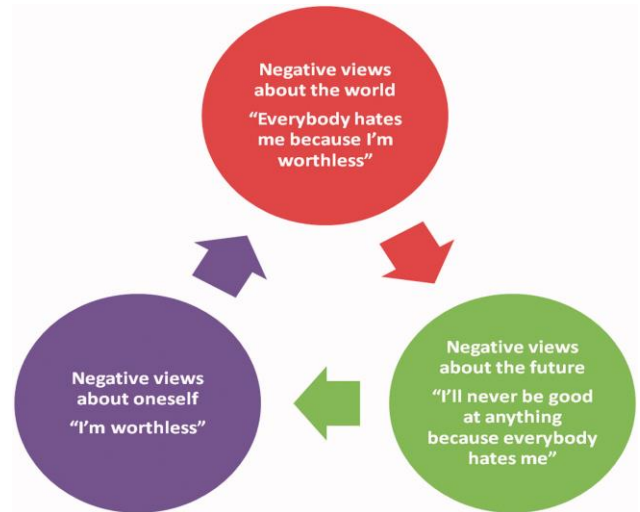 Negative views
about the world
“Everybody hates
me because I’m
worthless”
Negative views
about the future
“I’ll never be good
at anything
because everybody
hates me”
Negative views
about oneself
“I’m worthless”